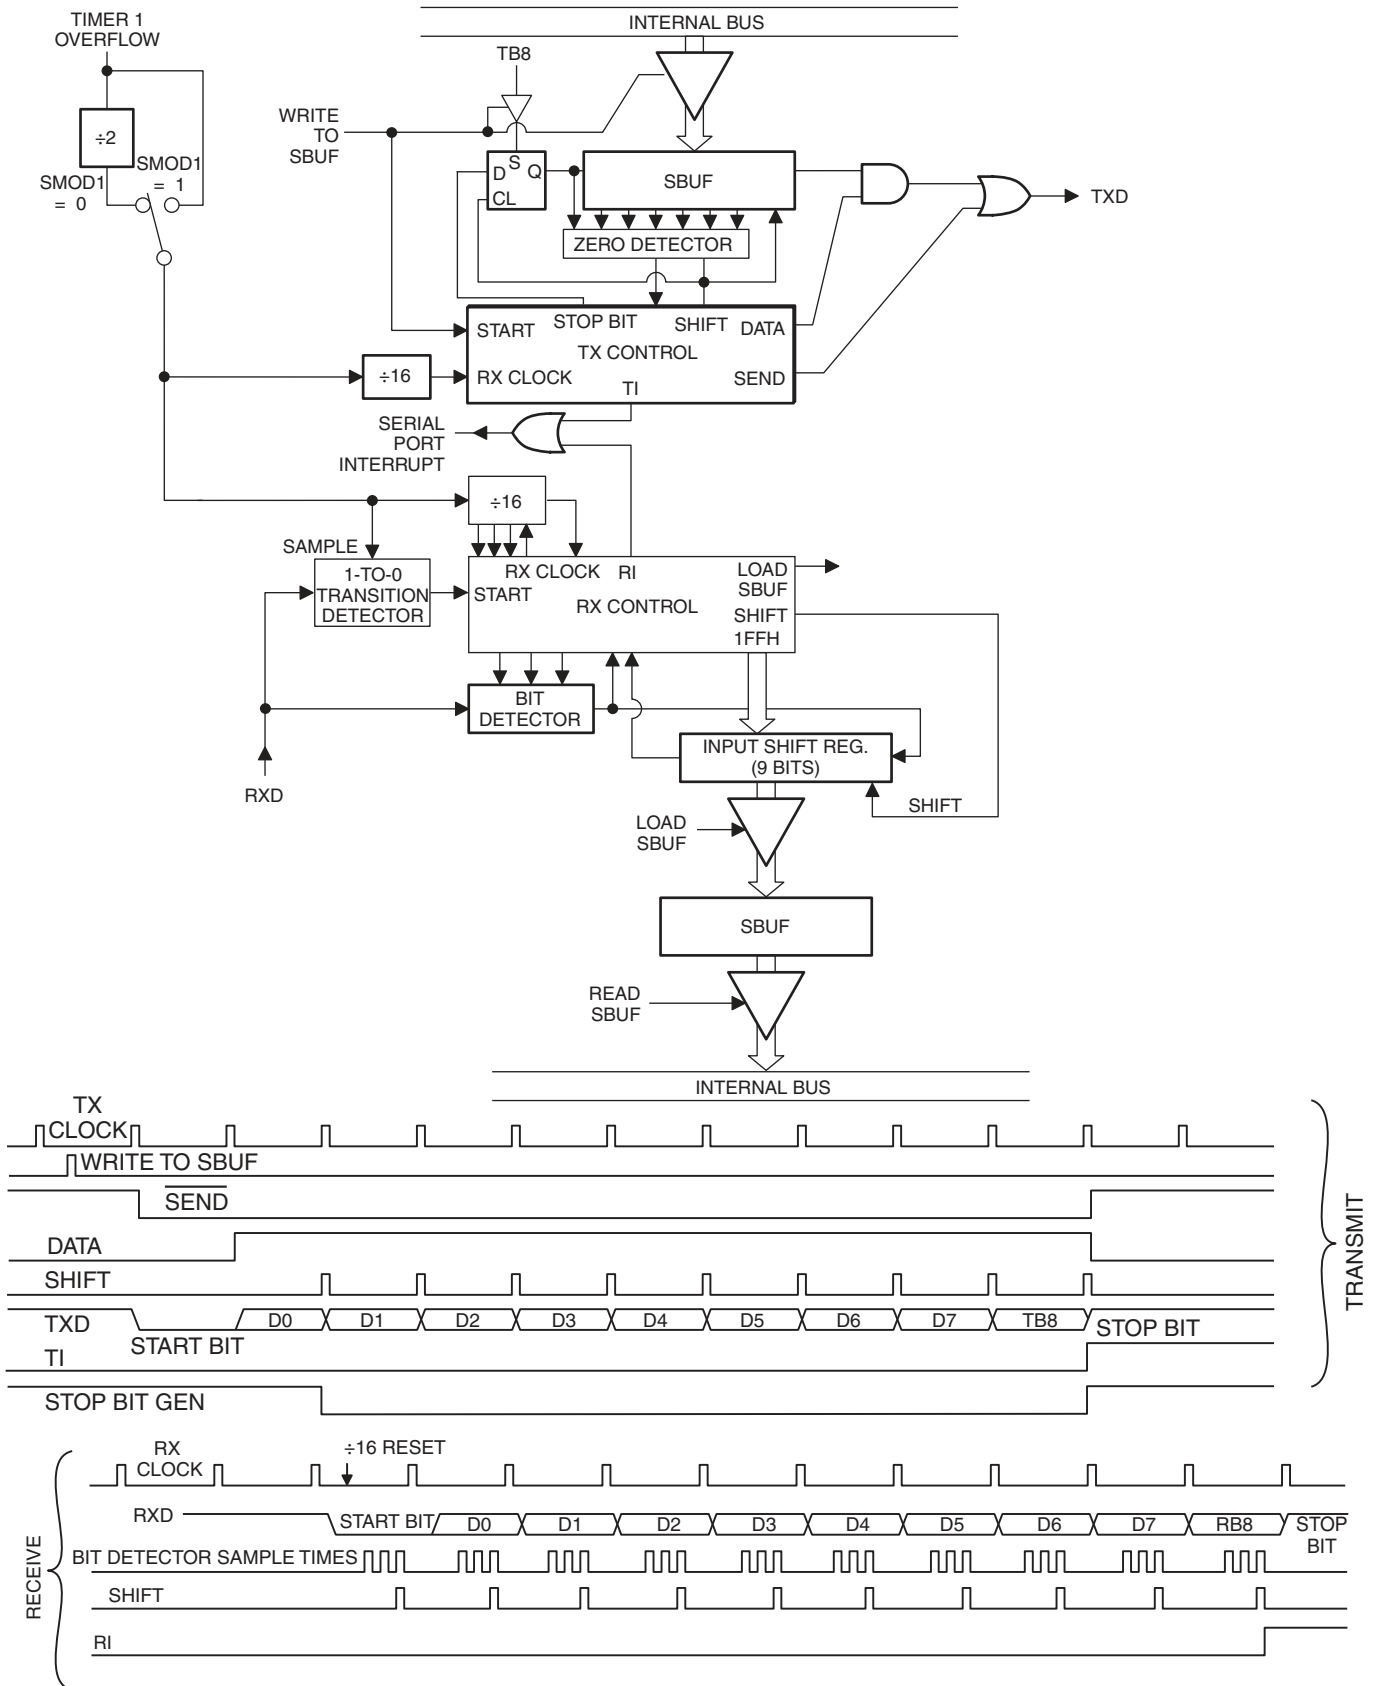 TIMER 1
OVERFLOW
÷2
SMOD1
= 0
SMOD1
= 1
INTERNAL BUS
TB8
WRITE
TO
SBUF
D
S
Q
CL
SBUF
ZERO DETECTOR
TXD
START
STOP BIT
SHIFT
DATA
TX CONTROL
÷16
RX CLOCK
TI
SEND
SERIAL
PORT
INTERRUPT
÷16
SAMPLE
1-TO-0
TRANSITION
DETECTOR
RX CLOCK
RI
LOAD
SBUF
START
RX CONTROL
SHIFT
1FFH
BIT
DETECTOR
INPUT SHIFT REG.
(9 BITS)
RXD
SHIFT
LOAD
SBUF
SBUF
READ
SBUF
INTERNAL BUS
TX
CLOCK
WRITE TO SBUF
SEND
DATA
SHIFT
TXD
START BIT
D0
D1
D2
D3
D4
D5
D6
D7
TB8
STOP BIT
TI
STOP BIT GEN
TRANSMIT
RX
CLOCK
÷16 RESET
RXD
START BIT
D0
D1
D2
D3
D4
D5
D6
D7
RB8
STOP
BIT
BIT DETECTOR SAMPLE TIMES
SHIFT
RI
RECEIVE